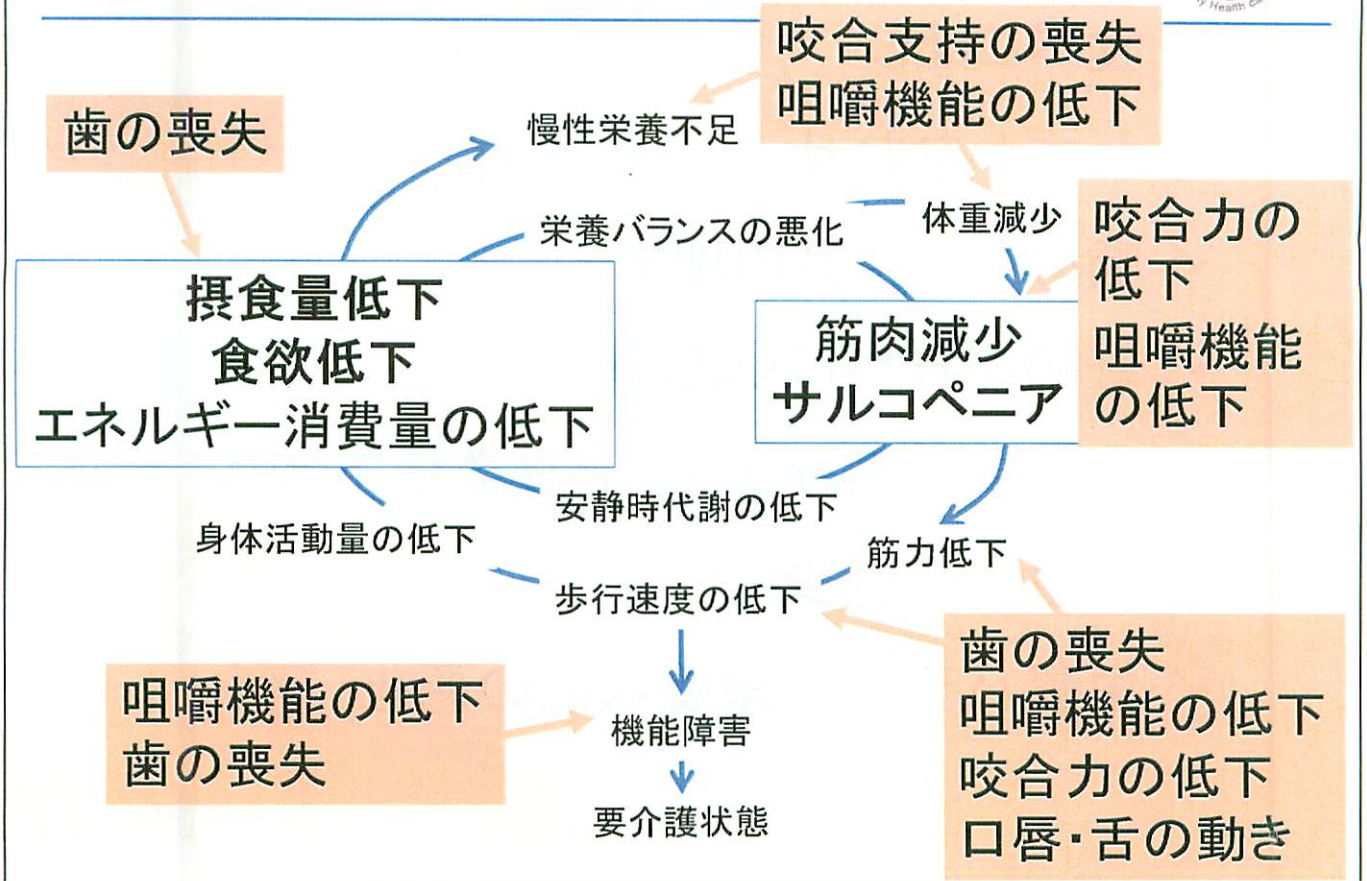 y Health ca
咬合支持の喪失
咀嚼機能の低下
歯の喪失
慢性栄養不足
栄養バランスの悪化
体重減少
咬合力の
低下
咀嚼機能
の低下
摂食量低下
食欲低下
エネルギー消費量の低下
筋肉減少
サルコペニア
安静時代謝の低下
身体活動量の低下
筋力低下
歩行速度の低下
歯の喪失
咀嚼機能の低下
咬合力の低下
口唇・舌の動き
咀嚼機能の低下
歯の喪失
機能障害
要介護状態